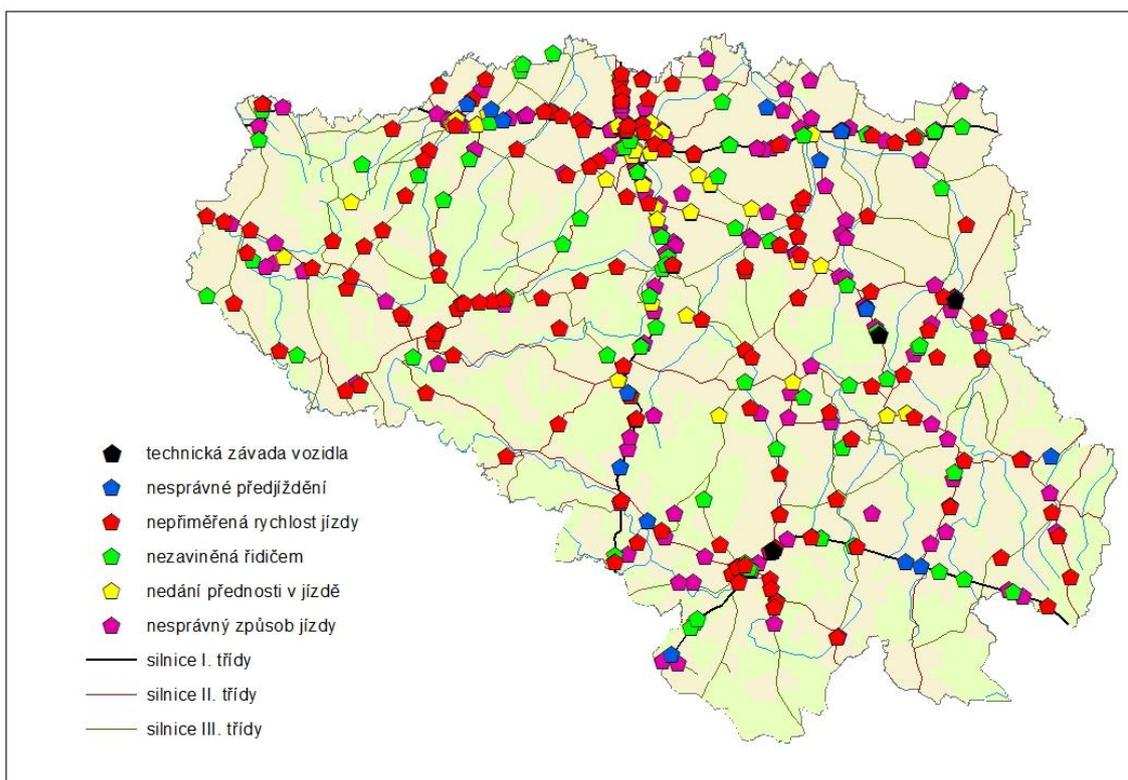 technická závada vozidla
nesprávné předjíždění
nepřiměřená rychlost jízdy
nezaviněná řidičem
nedání přednosti v jízdě
nesprávný způsob jízdy
silnice I. třídy
silnice II. třídy
silnice III. třídy